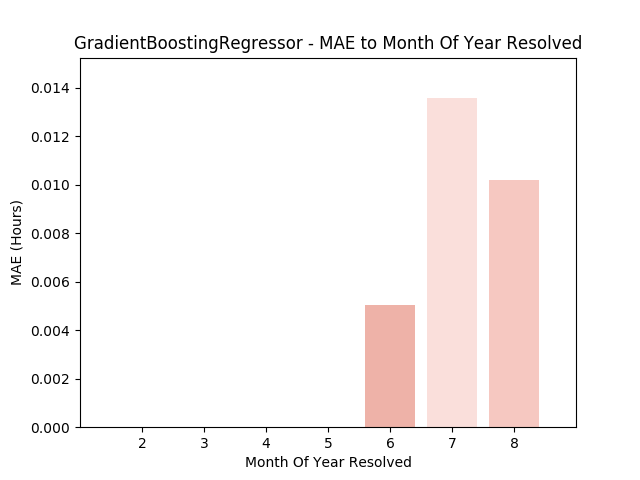 GradientBoostingRegressor - MAE to Month Of Year Resolved
0.014
0.012
0.010
0.008
0.006
0.004
0.002
0.000
MAE (Hours)
2 3 4 5 6 7 8
Month Of Year Resolved